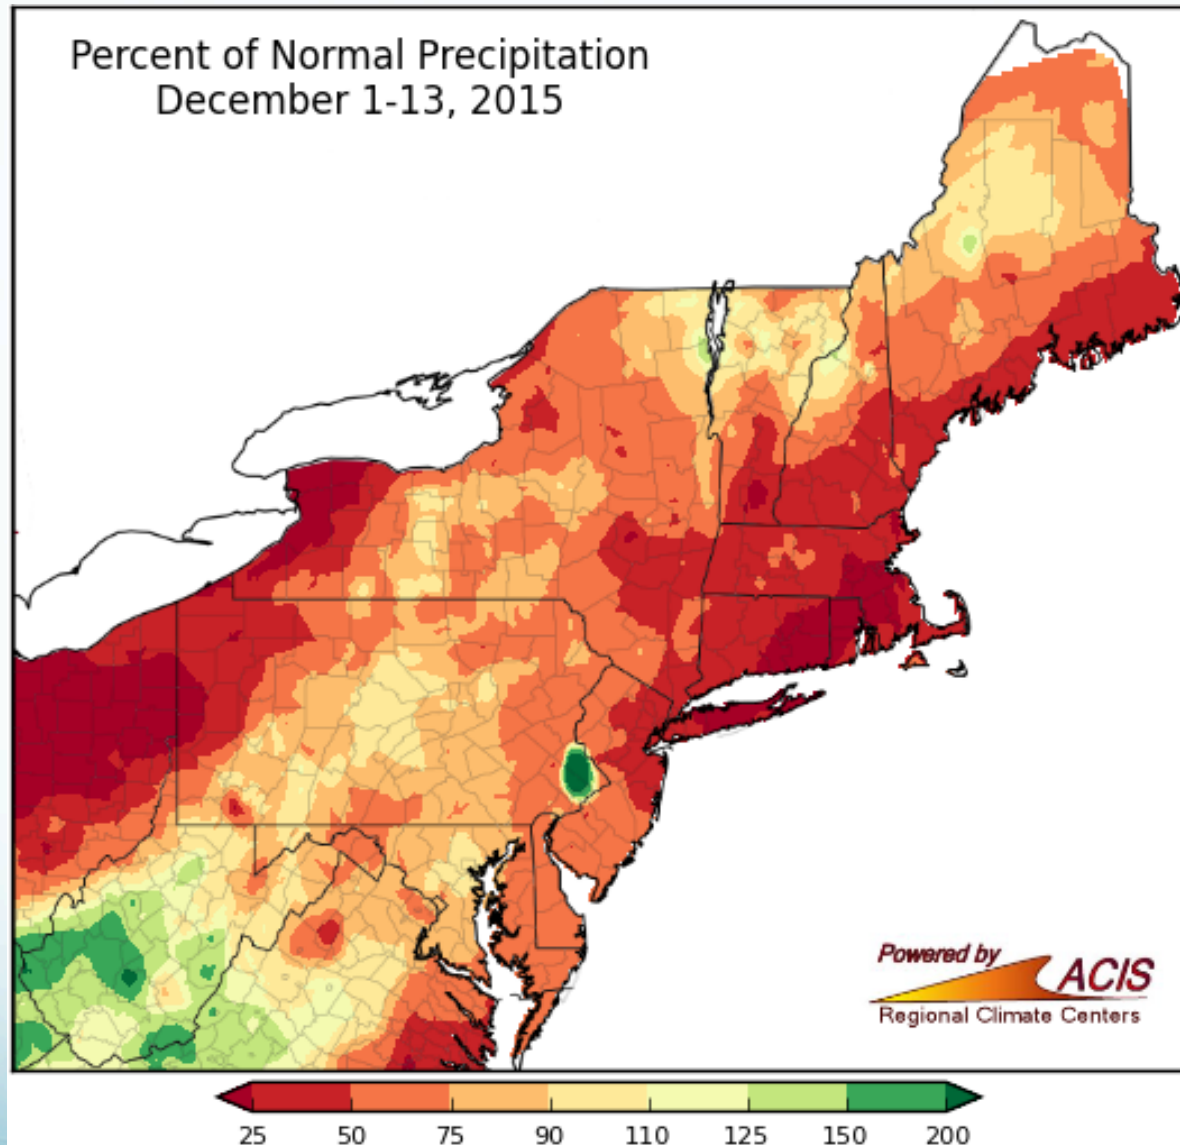 Percent of Normal Precipitation
December 1-13, 2015
Powered by
ACIS
Regional Climate Centers
25 50 75 90 110 125 150 200